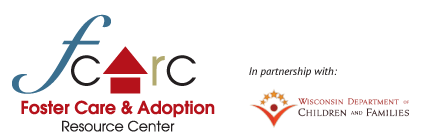 fcarc
Foster Care & Adoption
Resource Center
In partnership with:
WISCONSIN DEPARTMENT OF
CHILDREN AND FAMILIES